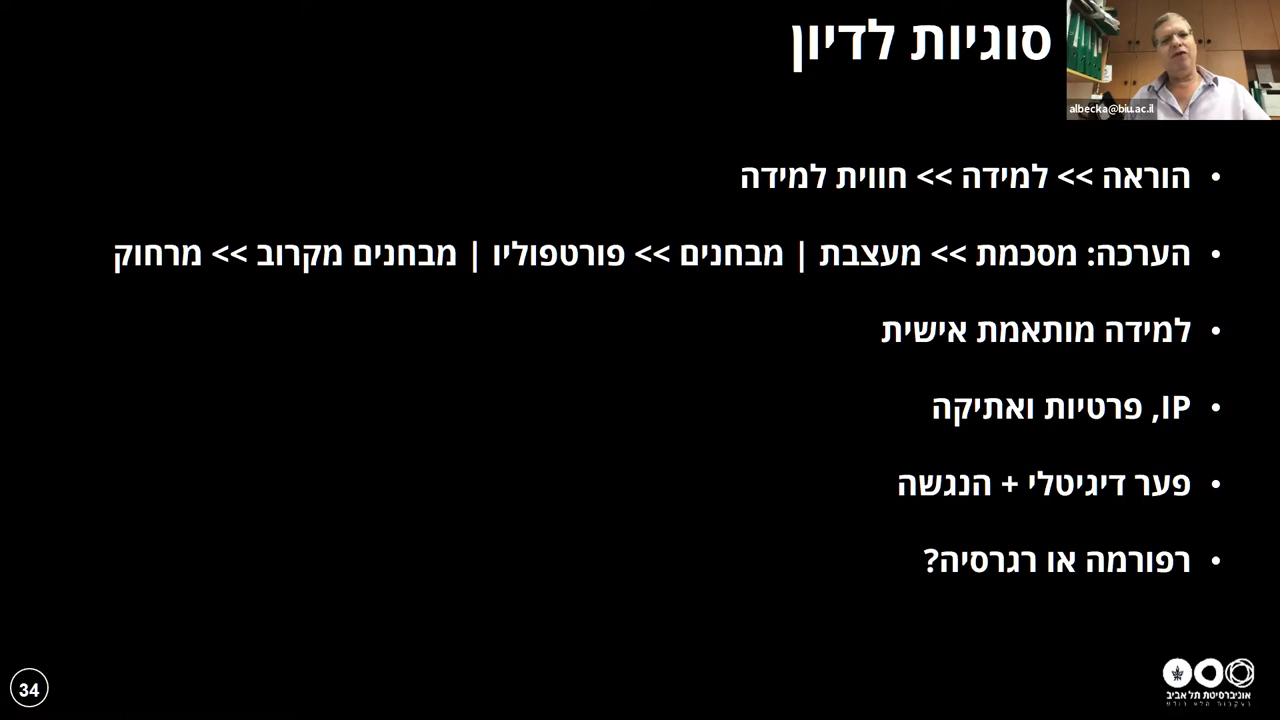 סוגיות לדיון
albecka@biu.ac.il
• הוראה >> למידה >> חווית למידה
• הערכה: מסכמת >> מעצבת | מבחנים >> פורטפוליו | מבחנים מקרוב >> מרחוק
• למידה מותאמת אישית
• IP, פרטיות ואתיקה
• פער דיגיטלי + הנגשה
• רפורמה או רגרסיה?
34
אוניברסיטת תל אביב